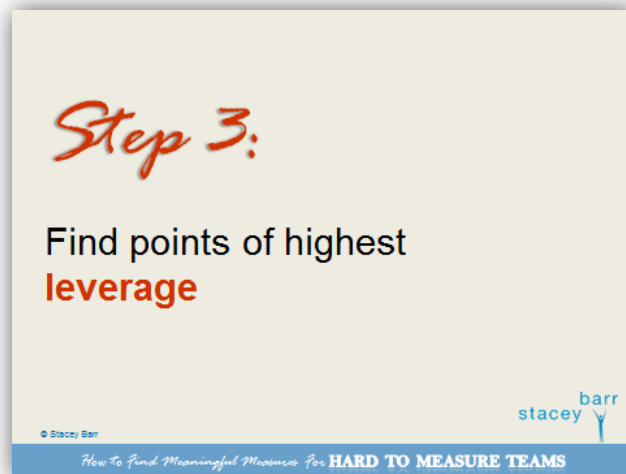 Step 3:
Find points of highest
leverage
barr
stacey
© Stacey Barr
How to Find Meaningful Measures For HARD TO MEASURE TEAMS